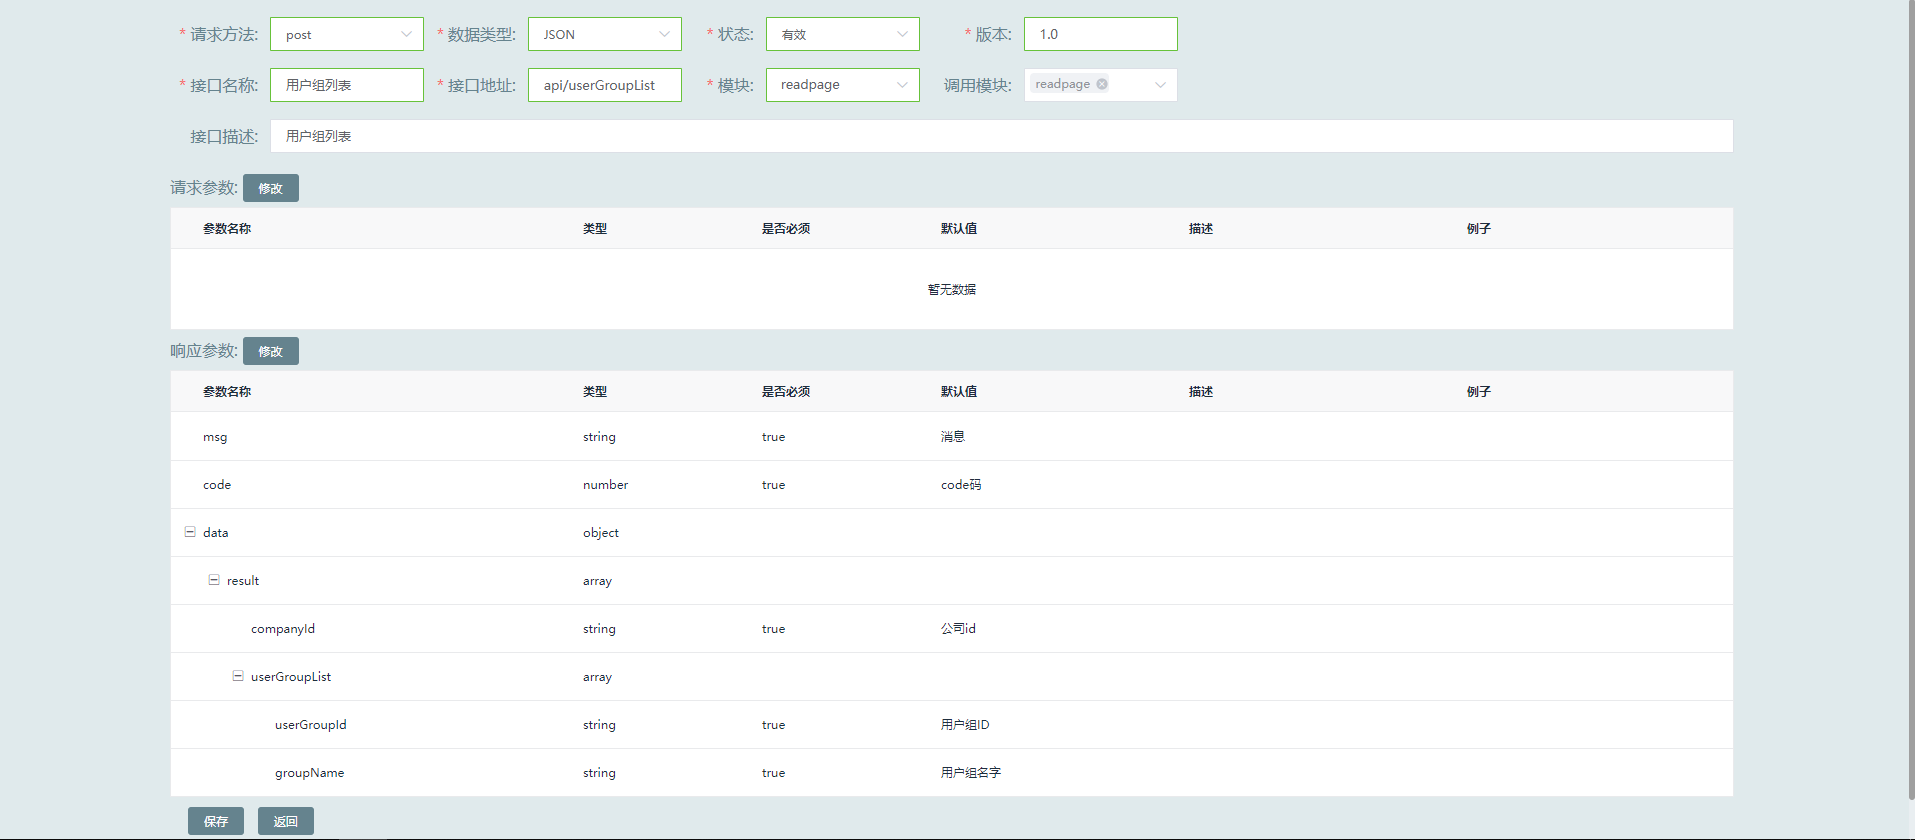 * 请求方法: post * 数据类型: JSON * 状态: 有效 * 版本: 1.0
* 接口名称: 用户组列表 * 接口地址: api/userGroupList * 模块: readpage 调用模块: readpage
接口描述: 用户组列表
请求参数: 修改
参数名称 类型 是否必须 默认值 描述 例子
暂无数据
响应参数: 修改
参数名称 类型 是否必须 默认值 描述 例子
msg string true 消息
code number true code码
data object
result array
companyId string true 公司id
userGroupList array
userGroupId string true 用户组ID
groupName string true 用户组名字
保存 返回